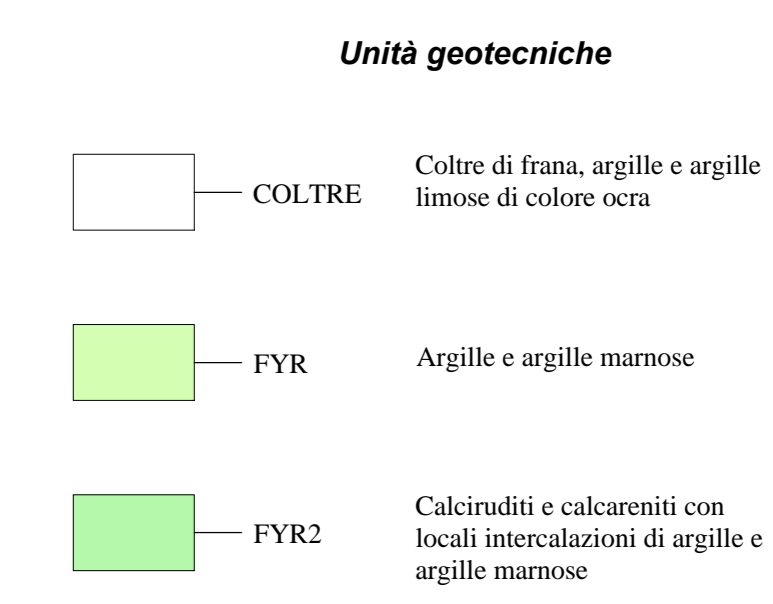 Unità geotecniche
COLTRE
Coltre di frana, argille e argille
limose di colore ocra
FYR
Argille e argille marnose
FYR2
Calciruditi e calcareniti con
locali intercalazioni di argille e
argille marnose